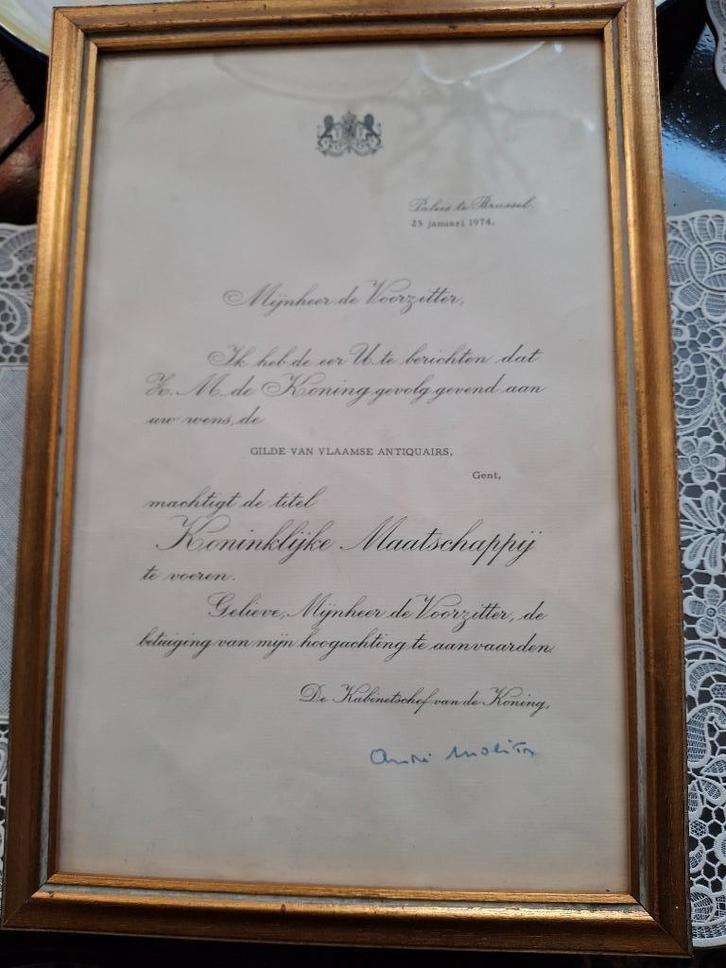 Paleis te Brussel.
25 januari 1974.
Mijnheer de Voorzitter,
Ik heb de eer U te berichten dat
Z. M. de Koning gevolg gevend aan
uw wens, de
GILDE VAN VLAAMSE ANTIQUAIRS,
Gent,
machtigt de titel
Koninklijke Maatschappij
te voeren.
Gelieve, Mijnheer de Voorzitter, de
betuiging van mijn hoogachting te aanvaarden.
De Kabinetschef van de Koning,
André Molitor